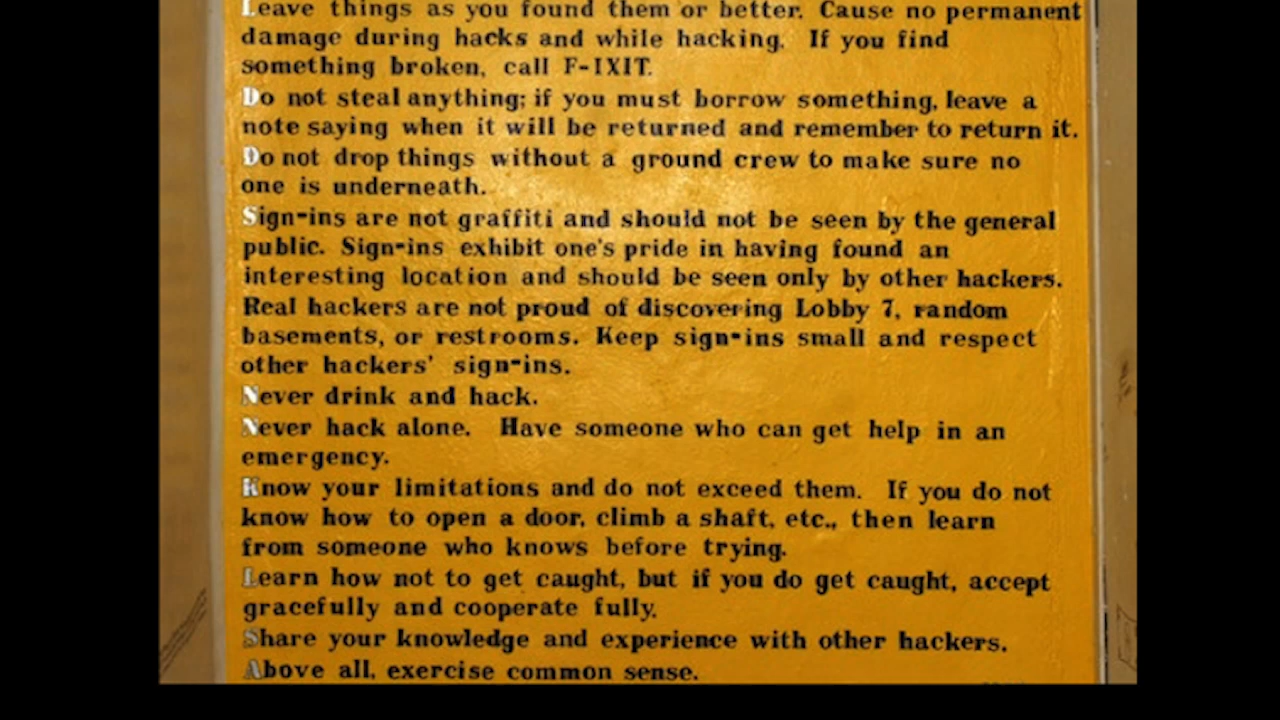 Leave things as you found them or better. Cause no permanent
damage during hacks and while hacking. If you find
something broken, call F-IXIT.
Do not steal anything; if you must borrow something, leave a
note saying when it will be returned and remember to return it.
Do not drop things without a ground crew to make sure no
one is underneath.
Sign-ins are not graffiti and should not be seen by the general
public. Sign-ins exhibit one's pride in having found an
interesting location and should be seen only by other hackers.
Real hackers are not proud of discovering Lobby 7, random
basements, or restrooms. Keep sign-ins small and respect
other hackers' sign-ins.
Never drink and hack.
Never hack alone. Have someone who can get help in an
emergency.
Know your limitations and do not exceed them. If you do not
know how to open a door, climb a shaft, etc., then learn
from someone who knows before trying.
Learn how not to get caught, but if you do get caught, accept
gracefully and cooperate fully.
Share your knowledge and experience with other hackers.
Above all, exercise common sense.